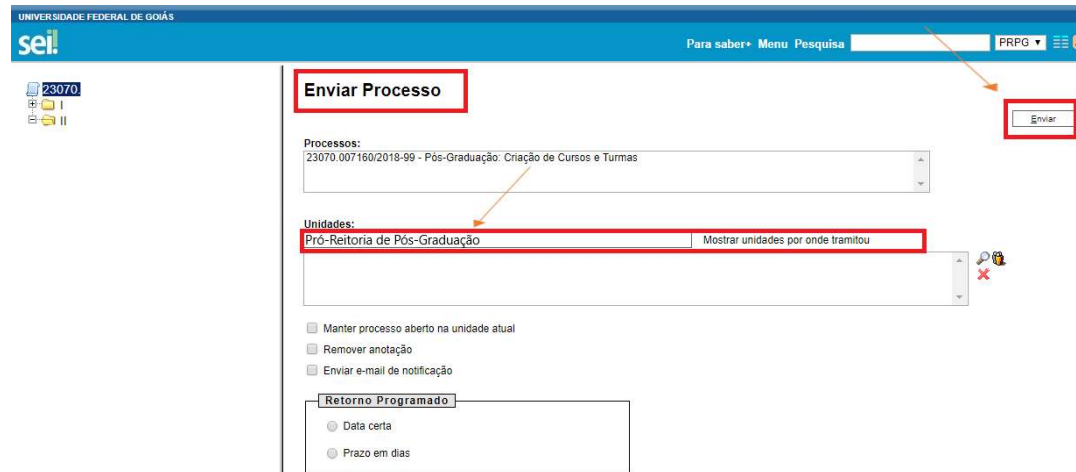 UNIVERSIDADE FEDERAL DE GOIÁS
sei!
Para saber+ Menu Pesquisa PRPG
23070.
I
II
Enviar Processo
Enviar
Processos:
23070.007160/2018-99 - Pós-Graduação: Criação de Cursos e Turmas
Unidades:
Pró-Reitoria de Pós-Graduação Mostrar unidades por onde tramitou
Manter processo aberto na unidade atual
Remover anotação
Enviar e-mail de notificação
Retorno Programado
Data certa
Prazo em dias